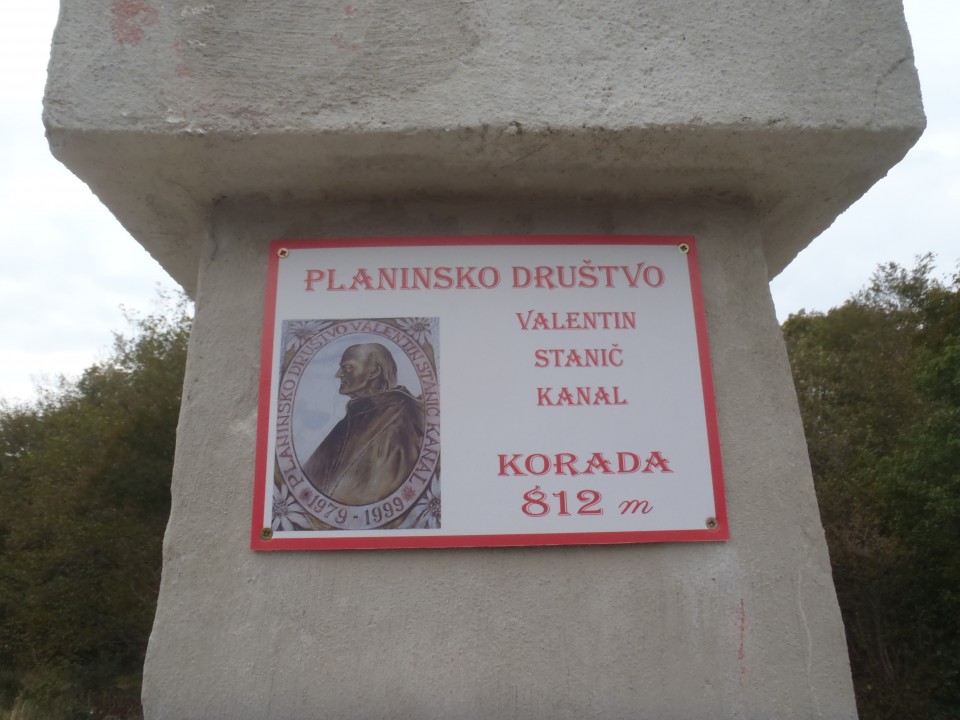 PLANINSKO DRUŠTVO
VALENTIN
STANIČ
KANAL
KORADA
812 m
PLANINSKO DRUŠTVO VALENTIN STANIČ KANAL
1979 - 1999